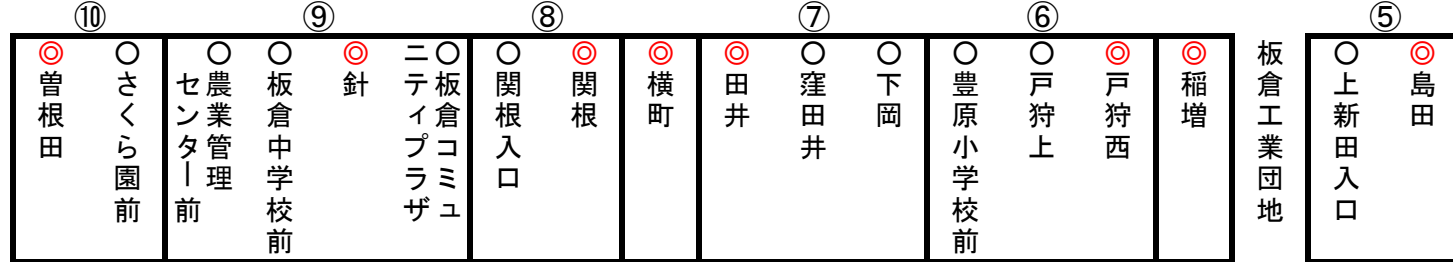 ⑩ ⑨ ⑧ ⑦ ⑥ ⑤
◎曽根田
○さくら園前
○農業管理センター前
○板倉中学校前
◎針
○板倉コミュニティプラザ
○関根入口
◎関根
◎横町
◎田井
○窪田井
○下岡
○豊原小学校前
○戸狩上
◎戸狩西
◎稲増
板倉工業団地
○上新田入口
◎島田